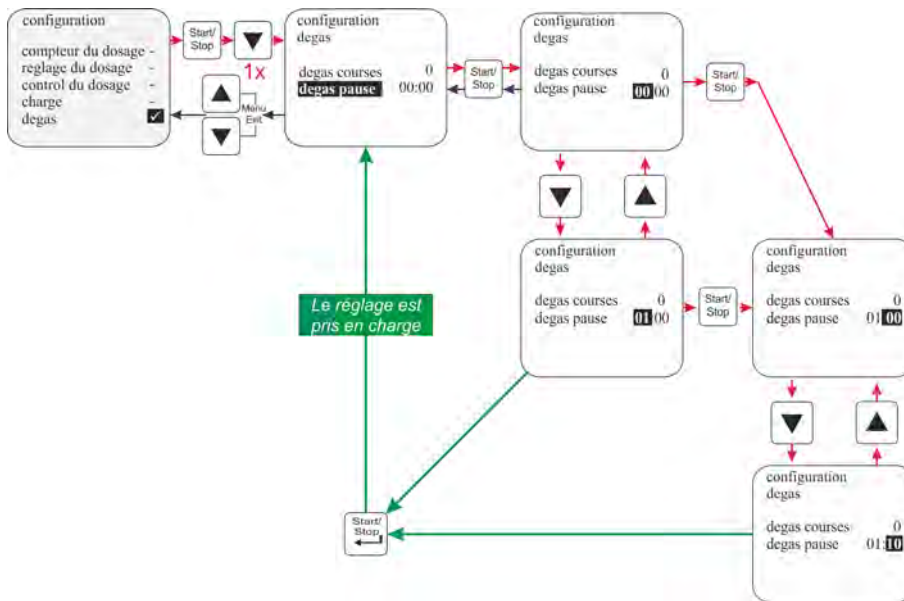 configuration
compteur du dosage -
reglage du dosage -
control du dosage -
charge -
degas ✓
Start/
Stop
1x
Menu
Exit
configuration
degas
degas courses 0
degas pause 00:00
Start/
Stop
configuration
degas
degas courses 0
degas pause 00:00
Start/
Stop
configuration
degas
degas courses 0
degas pause 01:00
Start/
Stop
configuration
degas
degas courses 0
degas pause 01:00
Le réglage est
pris en charge
Start/
Stop
configuration
degas
degas courses 0
degas pause 01:10